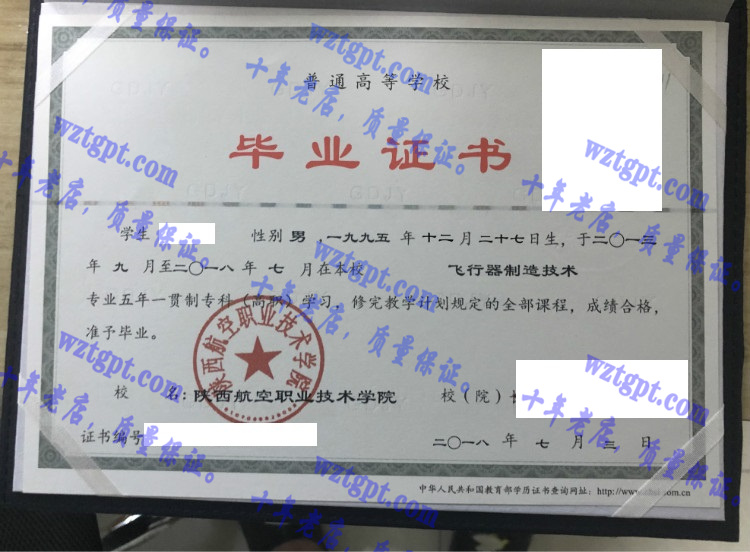 普通高等学校
毕业证书
学生 性别 男 ,一九九五 年 十二 月 二十七日生，于二〇一三
年 九 月至二〇一八 年 七 月在本校 飞行器制造技术
专业五年一贯制专科（高职）学习，修完教学计划规定的全部课程，成绩合格，
准予毕业。
校 名：陕西航空职业技术学院 校（院）
证书编号
二〇一八 年 七 月 三 日
中华人民共和国教育部学历证书查询网址：http://www.chsi.com.cn
陕西航空职业技术学院
wztgpt.com
十年老店，质量保证。